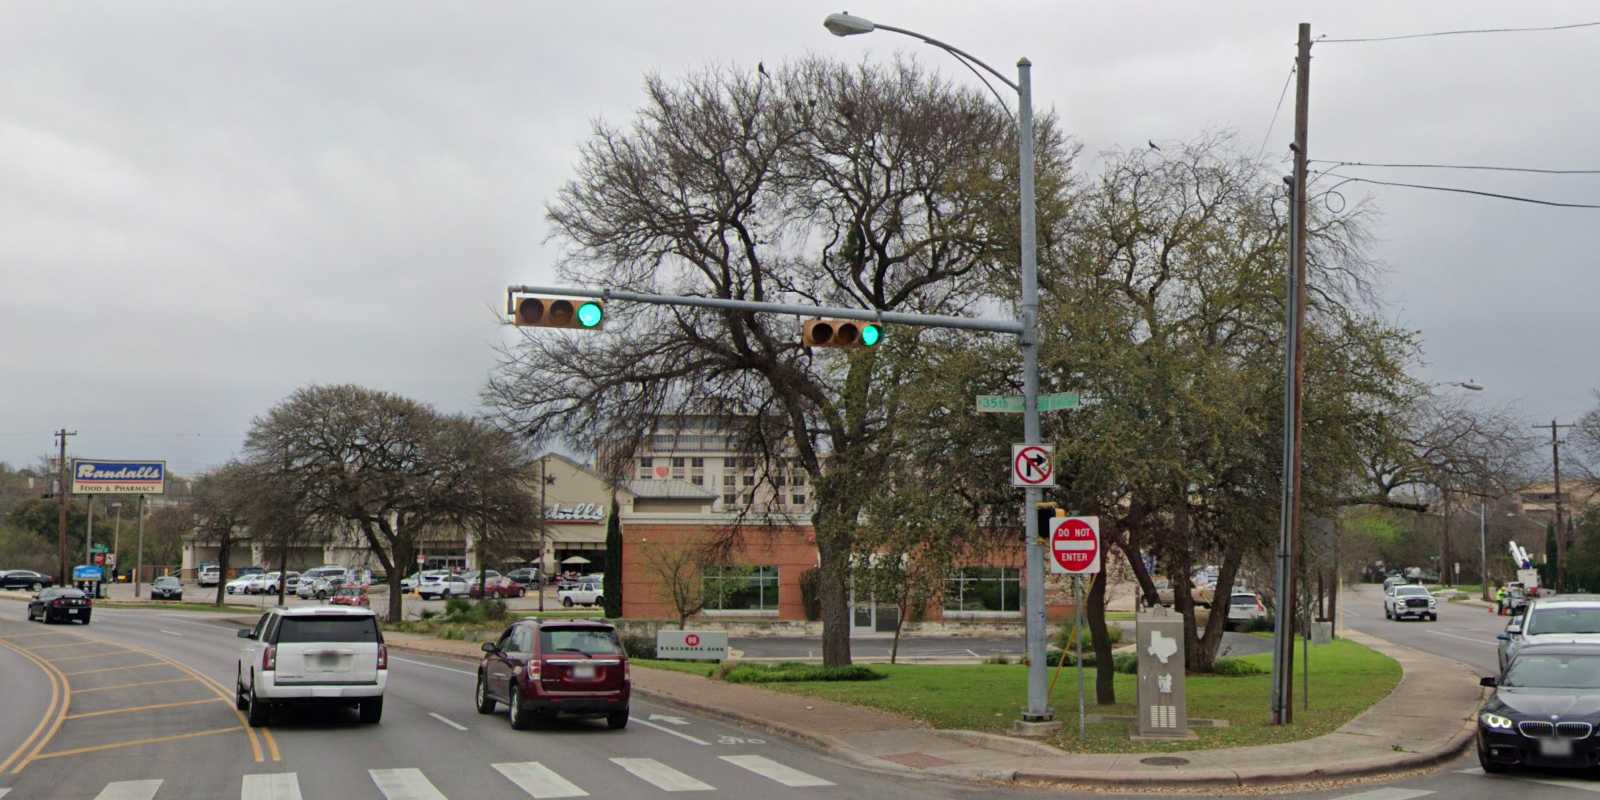 Randalls
FOOD & PHARMACY
dalls
BENCHMARK BANK
35th
DO NOT
ENTER